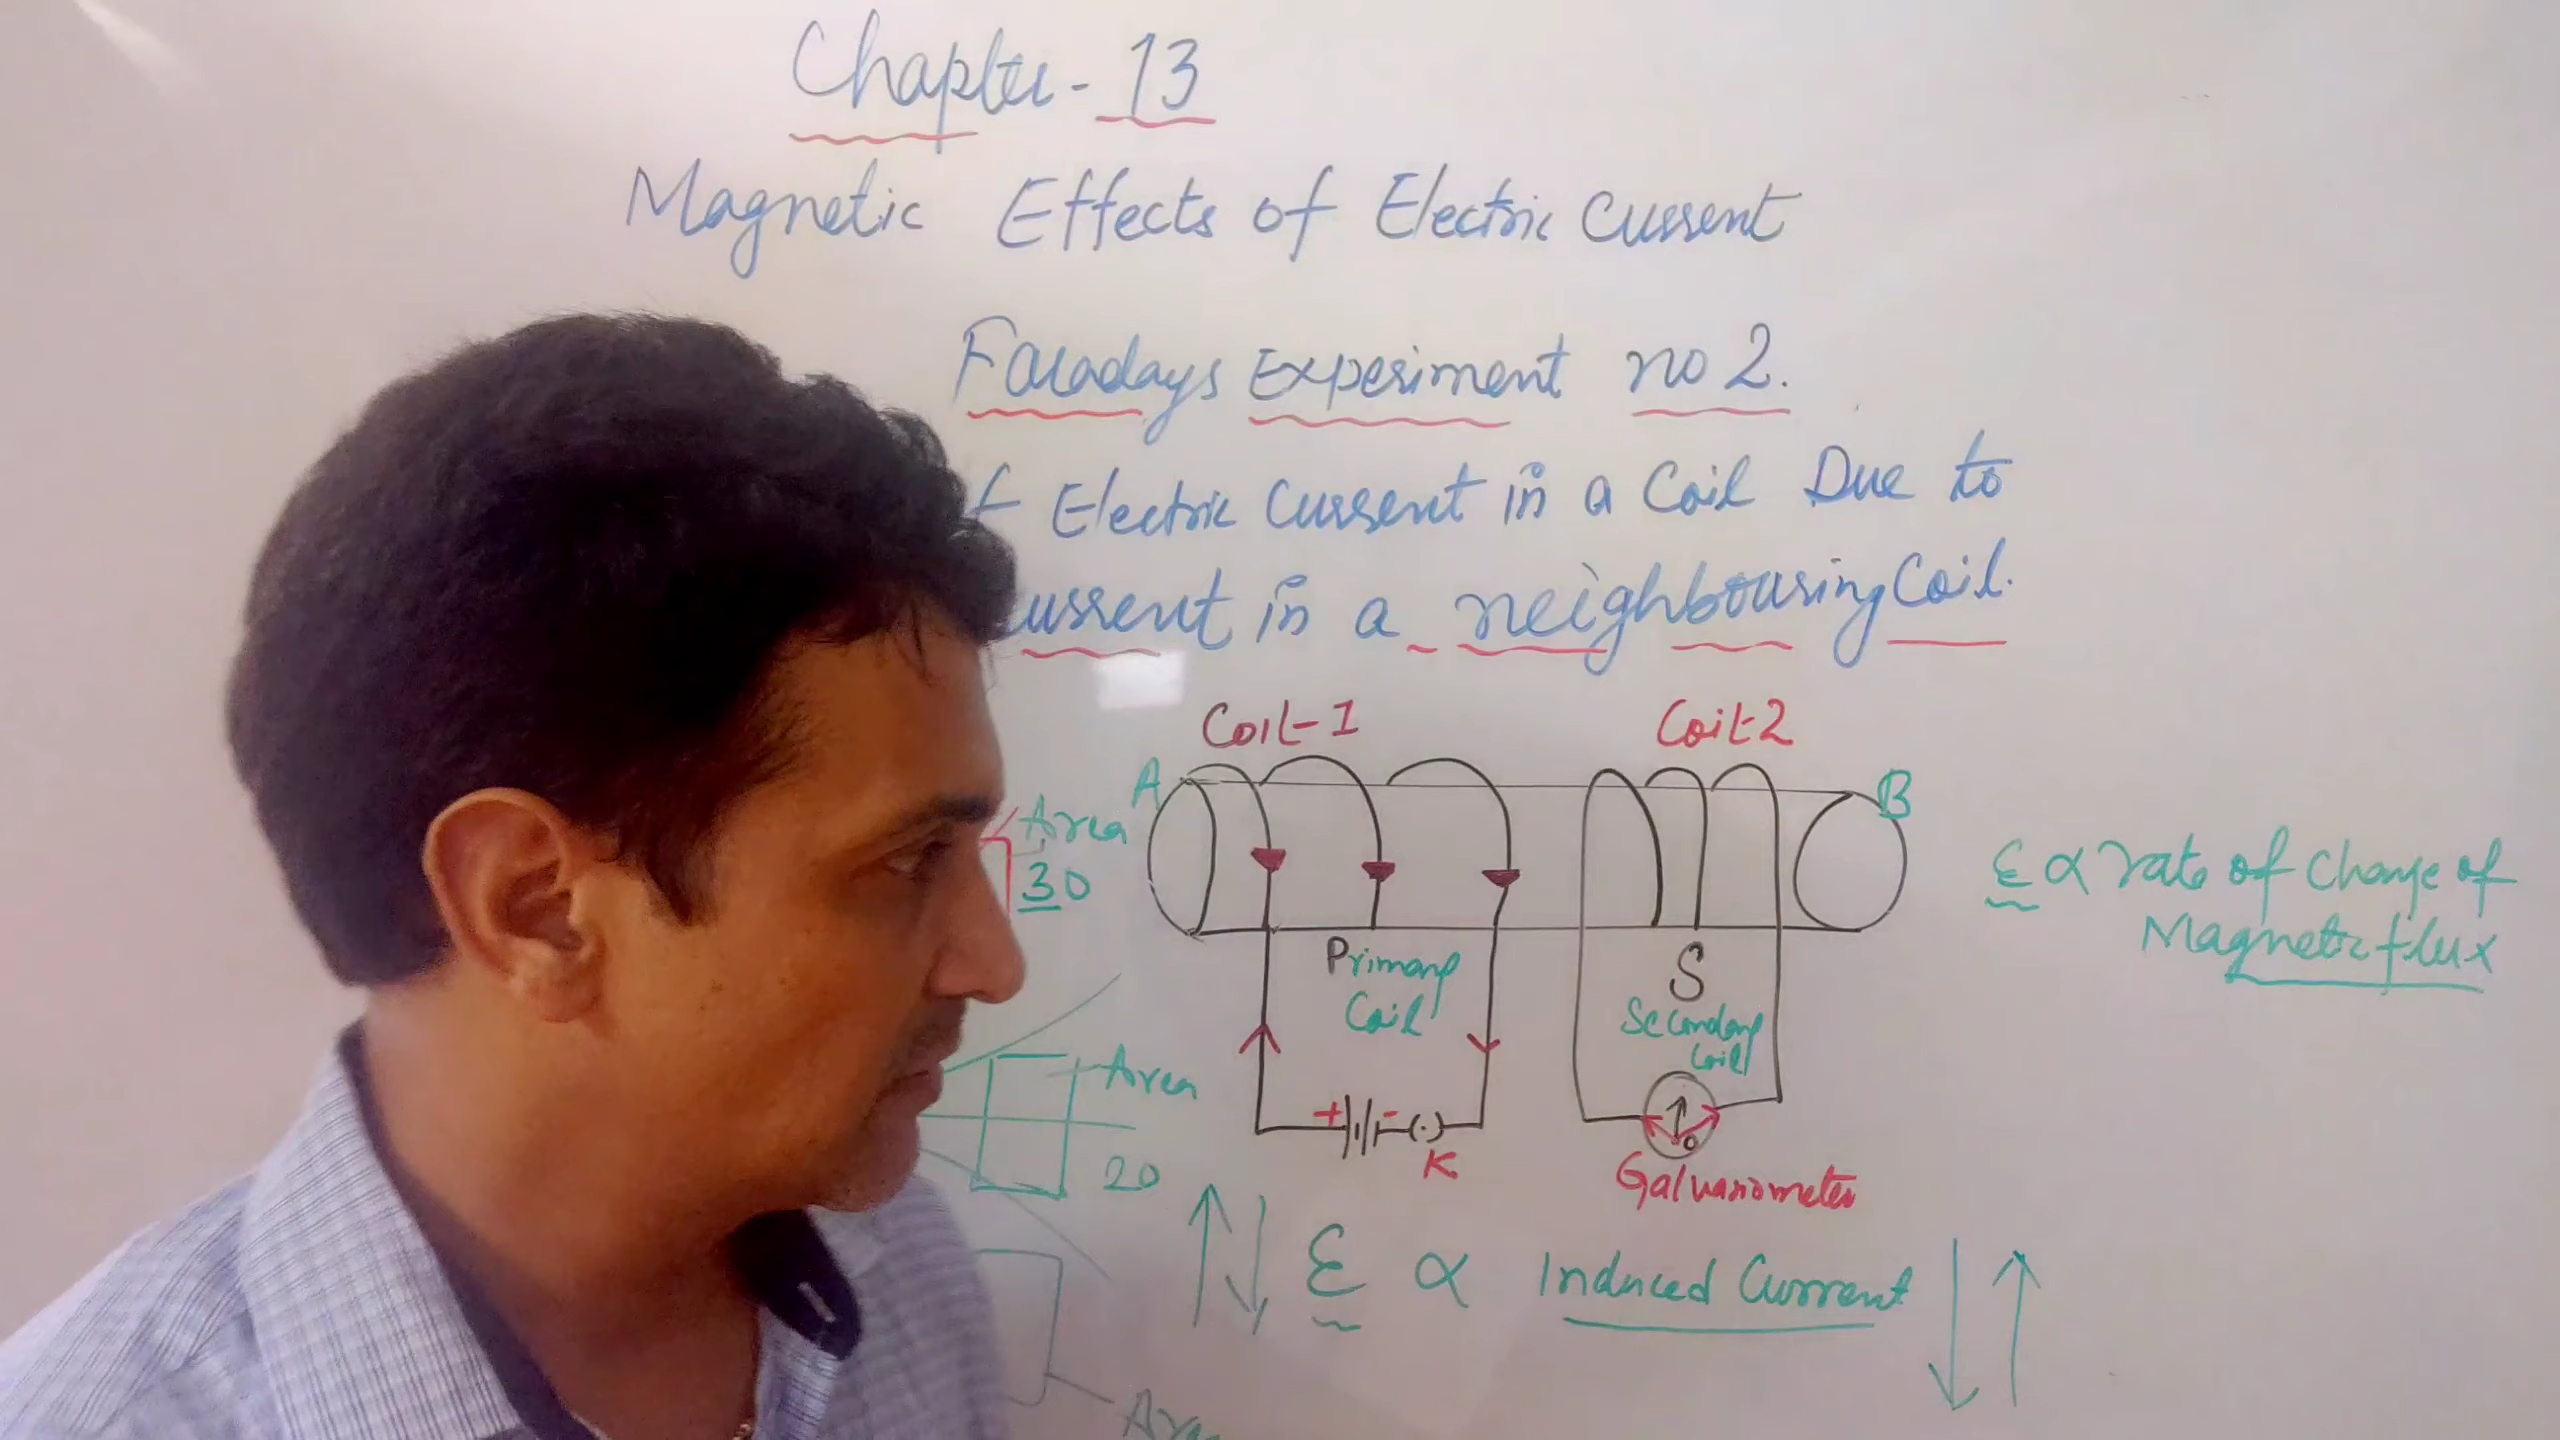 Chapter - 13
Magnetic Effects of Electric Current
Faradays Experiment no 2.
f Electric Current in a Coil Due to
urrent in a neighbouring Coil.
Coil-1
Coil-2
A
B
Area
30
Primary
Coil
S
Secondary
Coil
ε α rate of Change of
Magnetic flux
Area
20
+
-
K
0
Galvanometer
ε α Induced Current
Area